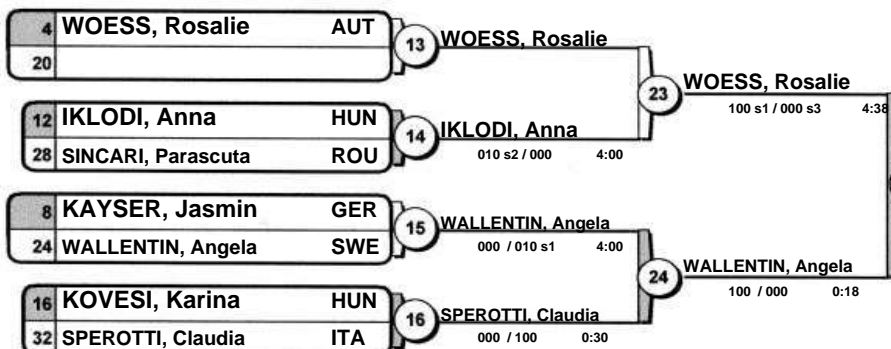 4 WOESS, Rosalie AUT
20
13 WOESS, Rosalie
12 IKLODI, Anna HUN
28 SINCARI, Parascuta ROU
14 IKLODI, Anna
010 s2 / 000 4:00
23 WOESS, Rosalie
100 s1 / 000 s3 4:38
8 KAYSER, Jasmin GER
24 WALLENTIN, Angela SWE
15 WALLENTIN, Angela
000 / 010 s1 4:00
16 KOVESI, Karina HUN
32 SPEROTTI, Claudia ITA
16 SPEROTTI, Claudia
000 / 100 0:30
24 WALLENTIN, Angela
100 / 000 0:18